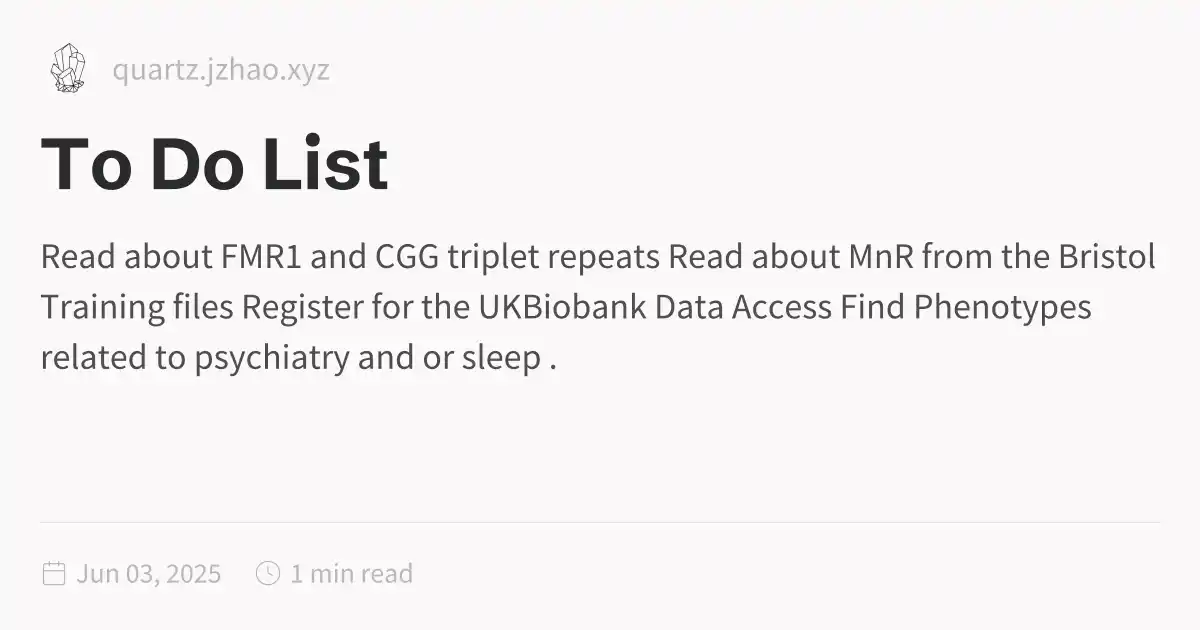 quartz.jzhao.xyz
To Do List
Read about FMR1 and CGG triplet repeats Read about MnR from the Bristol
Training files Register for the UKBiobank Data Access Find Phenotypes
related to psychiatry and or sleep .
Jun 03, 2025 1 min read